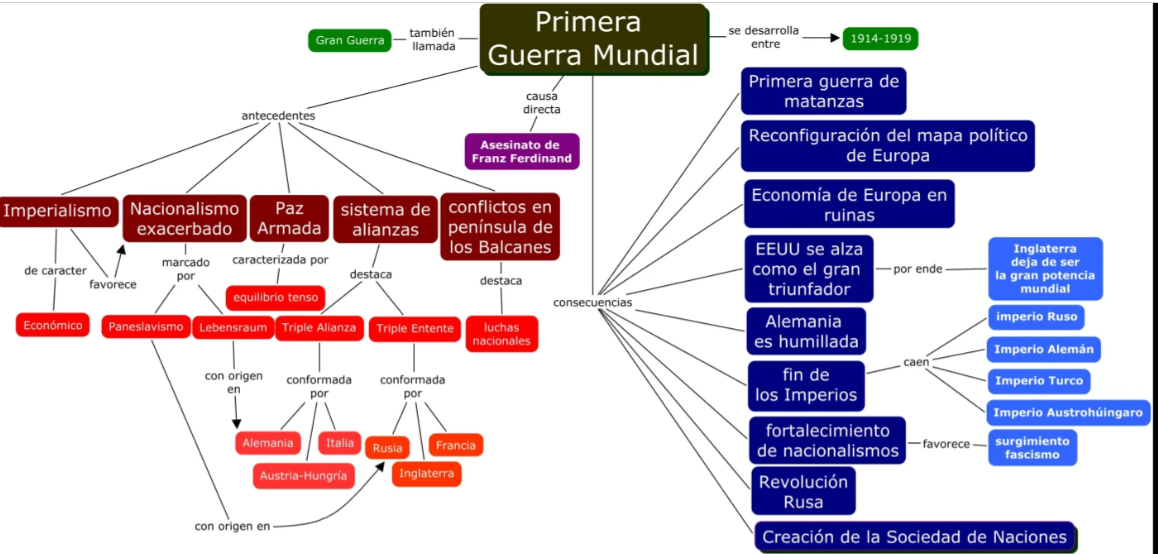 Primera
Guerra Mundial
Gran Guerra
también
llamada
se desarrolla
entre
1914-1919
causa
directa
Asesinato de
Franz Ferdinand
antecedentes
Imperialismo
Nacionalismo
exacerbado
Paz
Armada
sistema de
alianzas
conflictos en
península de
los Balcanes
de caracter
favorece
marcado
por
caracterizada por
destaca
destaca
Económico
Paneslavismo
Lebensraum
equilibrio tenso
Triple Alianza
Triple Entente
luchas
nacionales
con origen
en
conformada
por
conformada
por
Alemania
Italia
Austria-Hungría
Rusia
Francia
Inglaterra
con origen en
consecuencias
Primera guerra de
matanzas
Reconfiguración del mapa político
de Europa
Economía de Europa en
ruinas
EEUU se alza
como el gran
triunfador
por ende
Inglaterra
deja de ser
la gran potencia
mundial
Alemania
es humillada
fin de
los Imperios
caen
imperio Ruso
Imperio Alemán
Imperio Turco
Imperio Austrohúingaro
fortalecimiento
de nacionalismos
favorece
surgimiento
fascismo
Revolución
Rusa
Creación de la Sociedad de Naciones